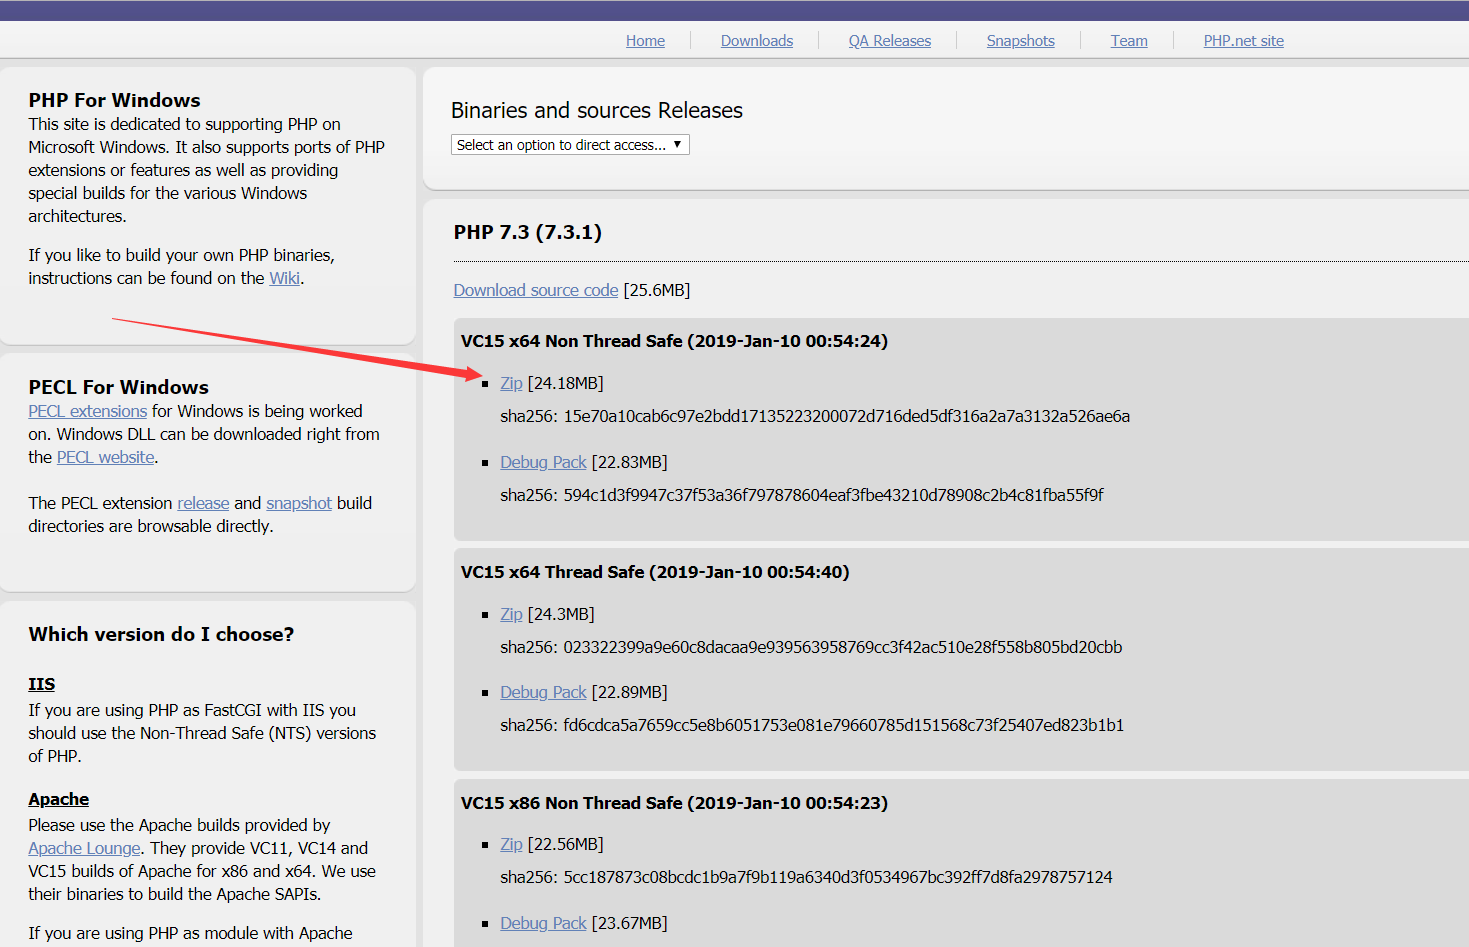 Home
Downloads
QA Releases
Snapshots
Team
PHP.net site
PHP For Windows
This site is dedicated to supporting PHP on
Microsoft Windows. It also supports ports of PHP
extensions or features as well as providing
special builds for the various Windows
architectures.
If you like to build your own PHP binaries,
instructions can be found on the Wiki.
PECL For Windows
PECL extensions for Windows is being worked
on. Windows DLL can be downloaded right from
the PECL website.
The PECL extension release and snapshot build
directories are browsable directly.
Which version do I choose?
IIS
If you are using PHP as FastCGI with IIS you
should use the Non-Thread Safe (NTS) versions
of PHP.
Apache
Please use the Apache builds provided by
Apache Lounge. They provide VC11, VC14 and
VC15 builds of Apache for x86 and x64. We use
their binaries to build the Apache SAPIs.
If you are using PHP as module with Apache
Binaries and sources Releases
Select an option to direct access...
PHP 7.3 (7.3.1)
Download source code [25.6MB]
VC15 x64 Non Thread Safe (2019-Jan-10 00:54:24)
Zip [24.18MB]
sha256: 15e70a10cab6c97e2bdd17135223200072d716ded5df316a2a7a3132a526ae6a
Debug Pack [22.83MB]
sha256: 594c1d3f9947c37f53a36f797878604eaf3fbe43210d78908c2b4c81fba55f9f
VC15 x64 Thread Safe (2019-Jan-10 00:54:40)
Zip [24.3MB]
sha256: 023322399a9e60c8dacaa9e939563958769cc3f42ac510e28f558b805bd20cbb
Debug Pack [22.89MB]
sha256: fd6cdca5a7659cc5e8b6051753e081e79660785d151568c73f25407ed823b1b1
VC15 x86 Non Thread Safe (2019-Jan-10 00:54:23)
Zip [22.56MB]
sha256: 5cc187873c08bcdc1b9a7f9b119a6340d3f0534967bc392ff7d8fa2978757124
Debug Pack [23.67MB]